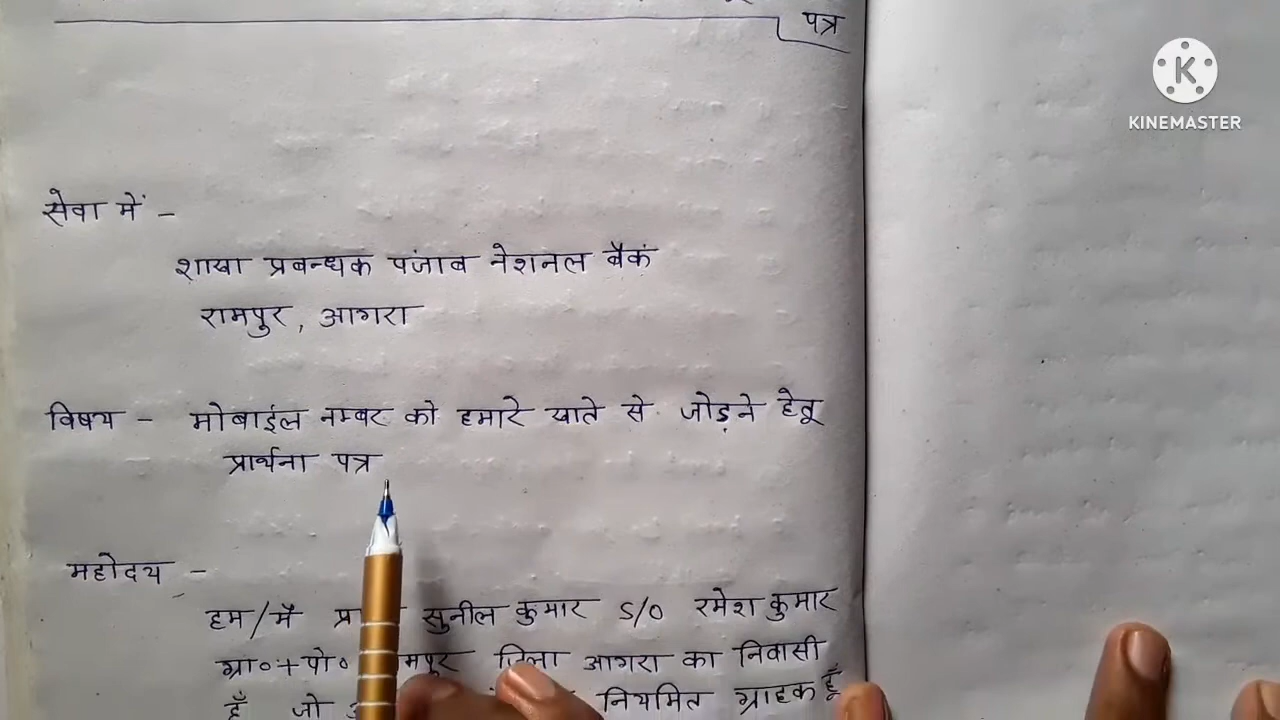 पत्र
सेवा में -
शाखा प्रबन्धक पंजाब नेशनल बैकं
रामपुर, आगरा
विषय - मोबाईल नम्बर को हमारे खाते से जोड़ने हेतू
प्रार्थना पत्र
महोदय -
हम/मैं सुनील कुमार S/O रमेश कुमार
ग्रा०+पो० जिला आगरा का निवासी
हूँ जो नियमित ग्राहक हूँ
KINEMASTER